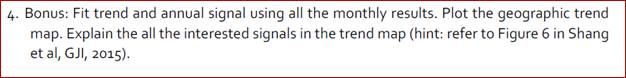 4. Bonus: Fit trend and annual signal using all the monthly results. Plot the geographic trend
map. Explain the all the interested signals in the trend map (hint: refer to Figure 6 in Shang
et al, GJI, 2015).